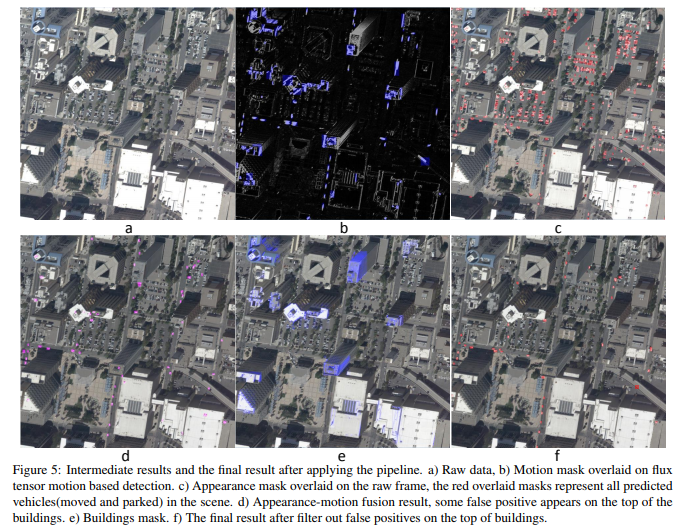 a
b
c
d
e
f
Figure 5: Intermediate results and the final result after applying the pipeline. a) Raw data, b) Motion mask overlaid on flux
tensor motion based detection. c) Appearance mask overlaid on the raw frame, the red overlaid masks represent all predicted
vehicles(moved and parked) in the scene. d) Appearance-motion fusion result, some false positive appears on the top of the
buildings. e) Buildings mask. f) The final result after filter out false positives on the top of buildings.